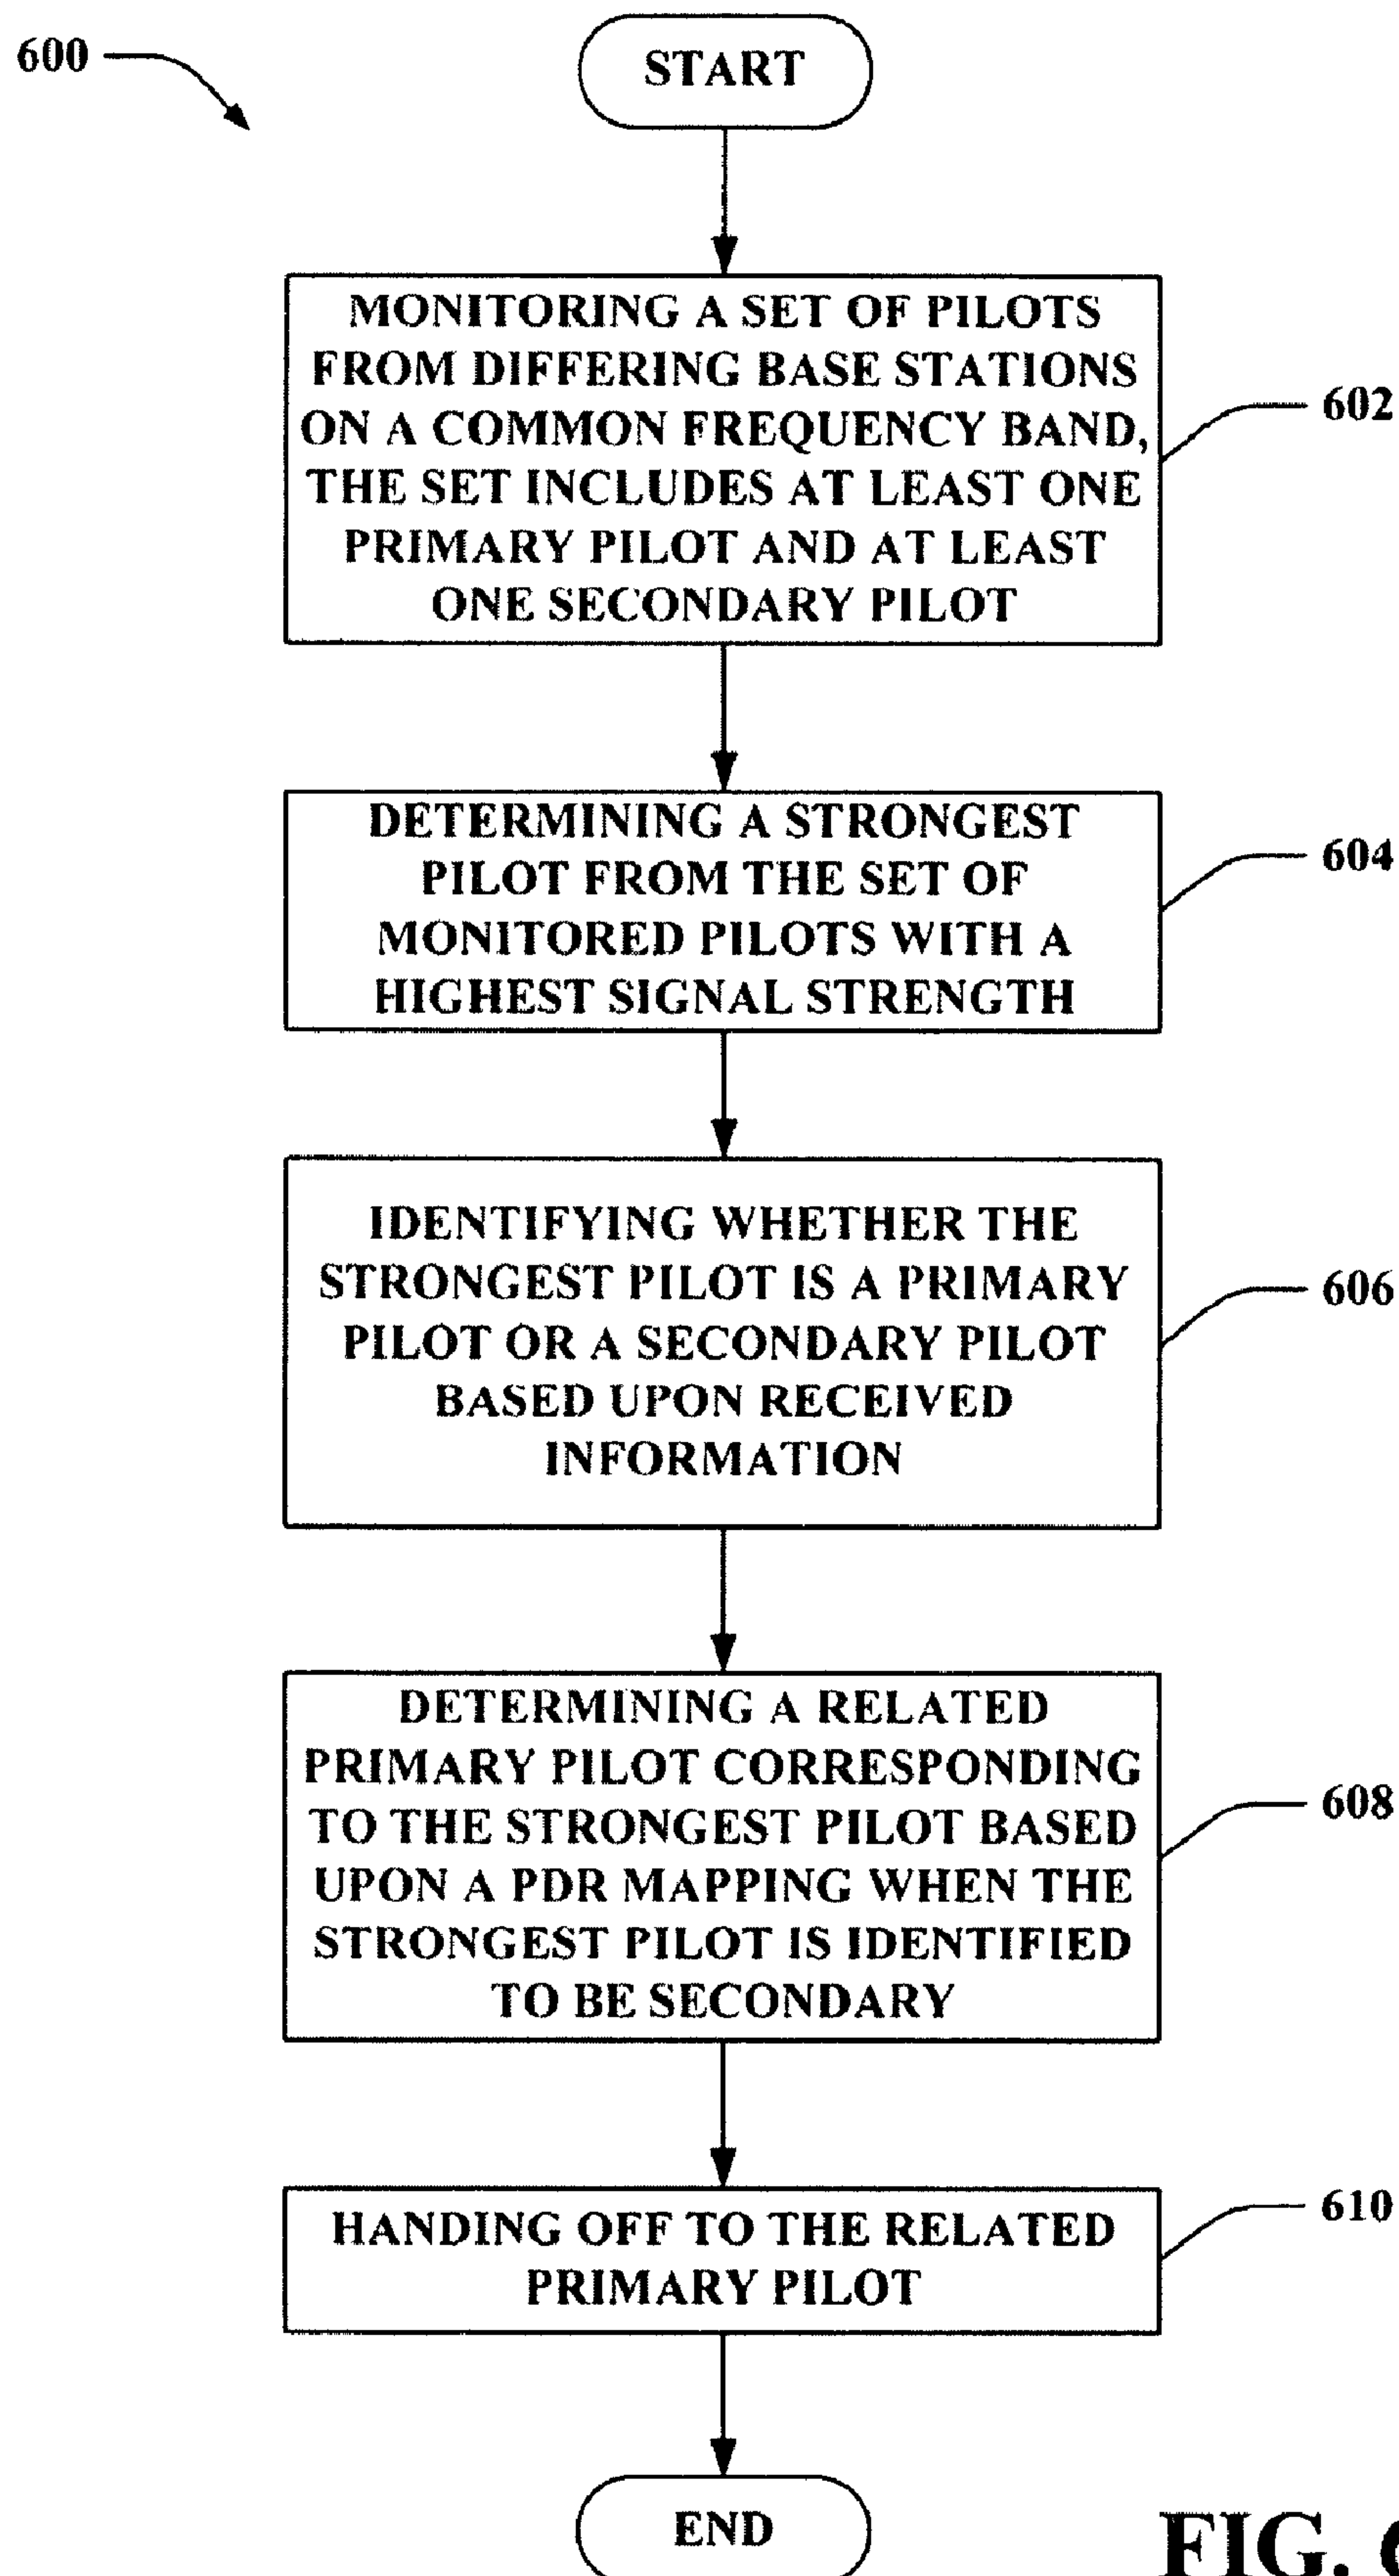 600
START
MONITORING A SET OF PILOTS
FROM DIFFERING BASE STATIONS
ON A COMMON FREQUENCY BAND,
THE SET INCLUDES AT LEAST ONE
PRIMARY PILOT AND AT LEAST
ONE SECONDARY PILOT
602
DETERMINING A STRONGEST
PILOT FROM THE SET OF
MONITORED PILOTS WITH A
HIGHEST SIGNAL STRENGTH
604
IDENTIFYING WHETHER THE
STRONGEST PILOT IS A PRIMARY
PILOT OR A SECONDARY PILOT
BASED UPON RECEIVED
INFORMATION
606
DETERMINING A RELATED
PRIMARY PILOT CORRESPONDING
TO THE STRONGEST PILOT BASED
UPON A PDR MAPPING WHEN THE
STRONGEST PILOT IS IDENTIFIED
TO BE SECONDARY
608
HANDING OFF TO THE RELATED
PRIMARY PILOT
610
END
FIG.